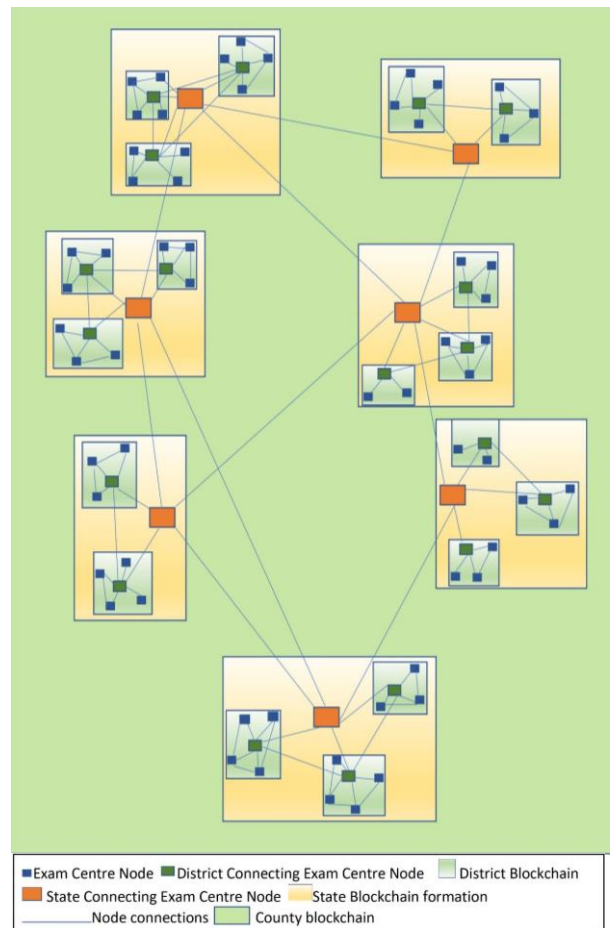 Exam Centre Node District Connecting Exam Centre Node District Blockchain
State Connecting Exam Centre Node State Blockchain formation
Node connections County blockchain